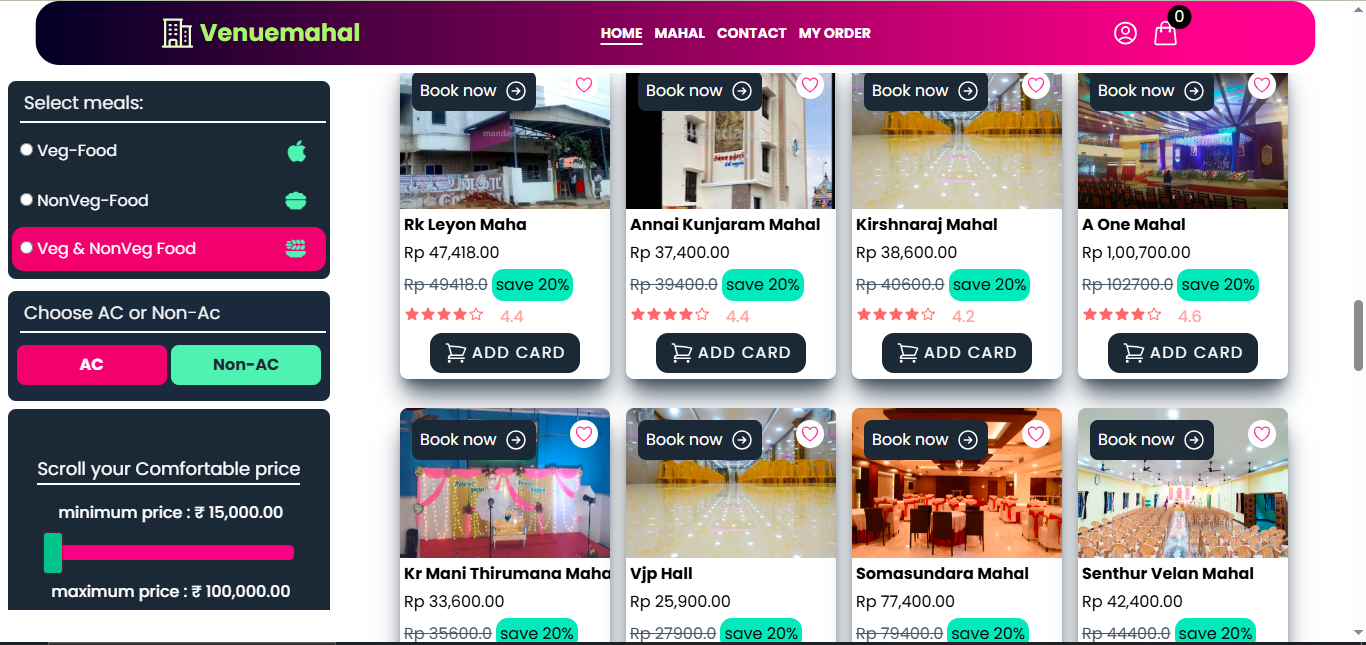 Venuemahal
HOME MAHAL CONTACT MY ORDER
0
Select meals:
Veg-Food
NonVeg-Food
Veg & NonVeg Food
Choose AC or Non-Ac
AC Non-AC
Scroll your Comfortable price
minimum price : ₹ 15,000.00
maximum price : ₹ 100,000.00
Book now Book now Book now Book now
Rk Leyon Maha Annai Kunjaram Mahal Kirshnaraj Mahal A One Mahal
Rp 47,418.00 Rp 37,400.00 Rp 38,600.00 Rp 1,00,700.00
Rp 49418.0 save 20% Rp 39400.0 save 20% Rp 40600.0 save 20% Rp 102700.0 save 20%
4.4 4.4 4.2 4.6
ADD CARD ADD CARD ADD CARD ADD CARD
Book now Book now Book now Book now
Kr Mani Thirumana Maha Vjp Hall Somasundara Mahal Senthur Velan Mahal
Rp 33,600.00 Rp 25,900.00 Rp 77,400.00 Rp 42,400.00
Rp 35600.0 save 20% Rp 27900.0 save 20% Rp 79400.0 save 20% Rp 44400.0 save 20%